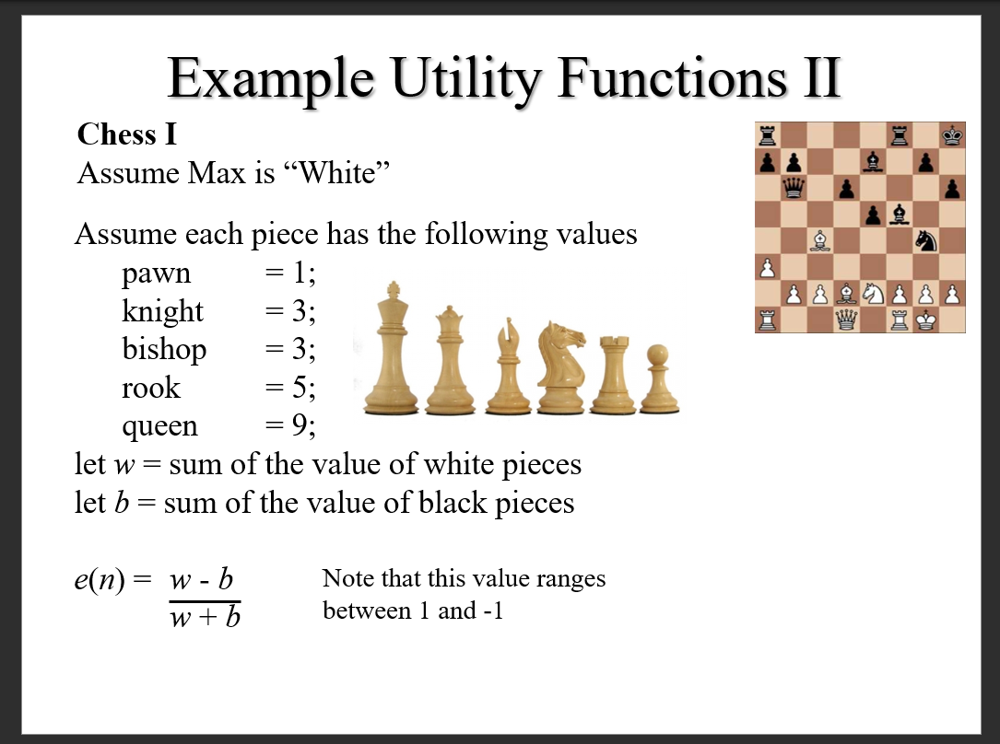 Example Utility Functions II
Chess I
Assume Max is “White”
Assume each piece has the following values
pawn = 1;
knight = 3;
bishop = 3;
rook = 5;
queen = 9;
let w = sum of the value of white pieces
let b = sum of the value of black pieces
e(n) = w - b
w + b
Note that this value ranges
between 1 and -1